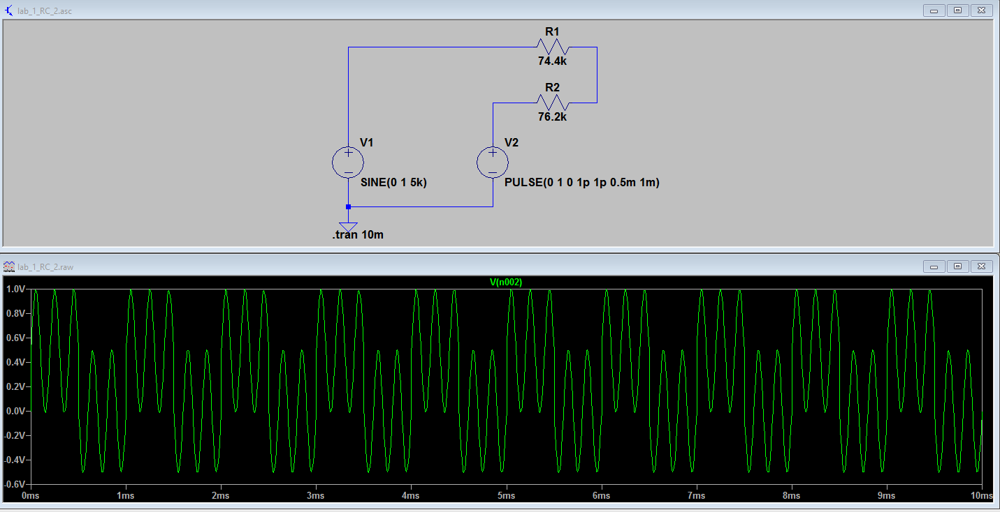 lab_1_RC_2.asc
R1
74.4k
R2
76.2k
V1
V2
SINE(0 1 5k)
PULSE(0 1 0 1p 1p 0.5m 1m)
.tran 10m
lab_1_RC_2.raw
V(n002)
1.0V
0.8V
0.6V
0.4V
0.2V
0.0V
-0.2V
-0.4V
-0.6V
0ms 1ms 2ms 3ms 4ms 5ms 6ms 7ms 8ms 9ms 10ms